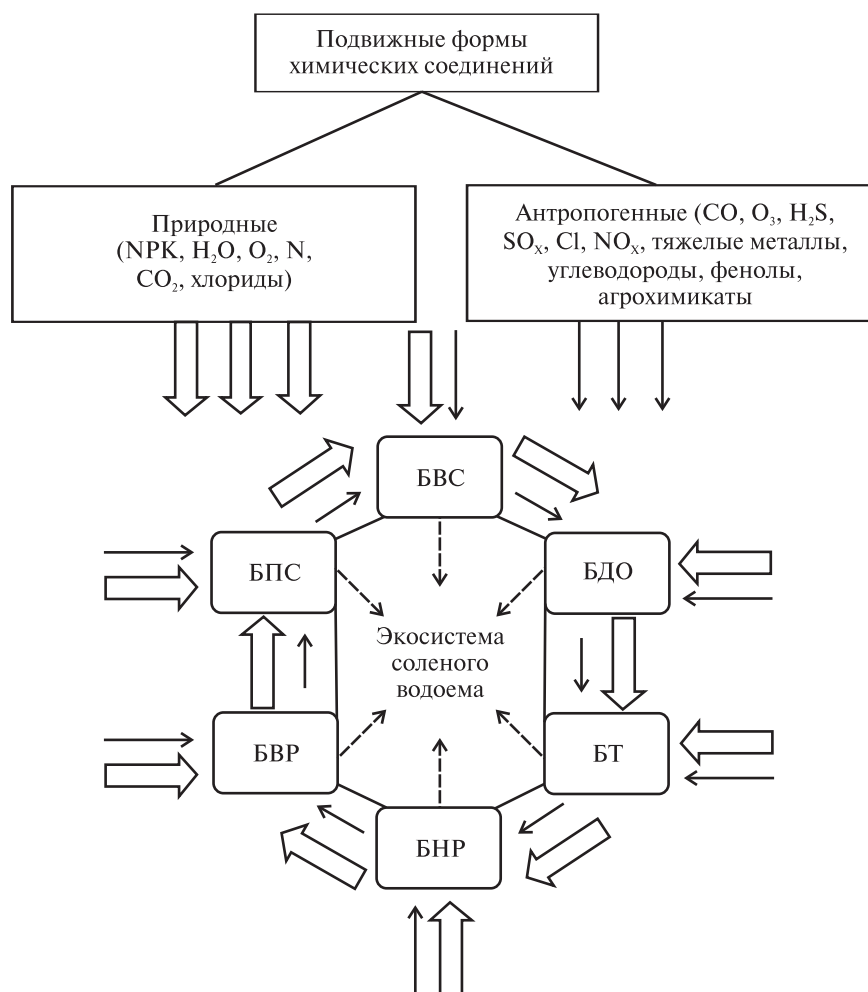 Подвижные формы
химических соединений
Природные
(NPK, H₂O, O₂, N,
CO₂, хлориды)
Антропогенные (CO, O₃, H₂S,
SOₓ, Cl, NOₓ, тяжелые металлы,
углеводороды, фенолы,
агрохимикаты
БВС
БПС
БДО
Экосистема
соленого
водоема
БВР
БТ
БНР